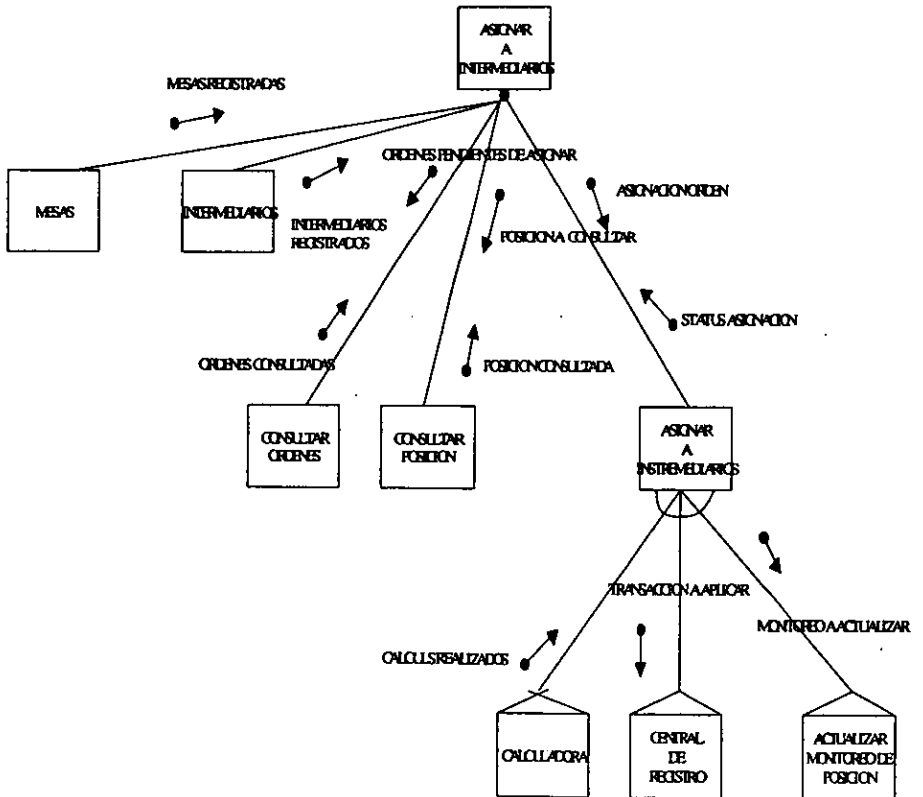 ASIGNAR
A
INTERMEDIARIOS
MESAS REGISTRADAS
ORDENES PENDIENTES DE ASIGNAR
ASIGNACION ORDEN
MESAS
INTERMEDIARIOS
INTERMEDIARIOS
REGISTRADOS
POSICION A CONSULTAR
STATUS ASIGNACION
ORDENES CONSULTADAS
POSICION CONSULTADA
CONSULTAR
ORDENES
CONSULTAR
POSICIÓN
ASIGNAR
A
INSTREMEDIARIOS
TRANSACCION A APLICAR
MONITOREO A ACTUALIZAR
CALCULS REALIZADOS
CALCULADORA
CENTRAL
DE
REGISTRO
ACTUALIZAR
MONITOREO DE
POSICION